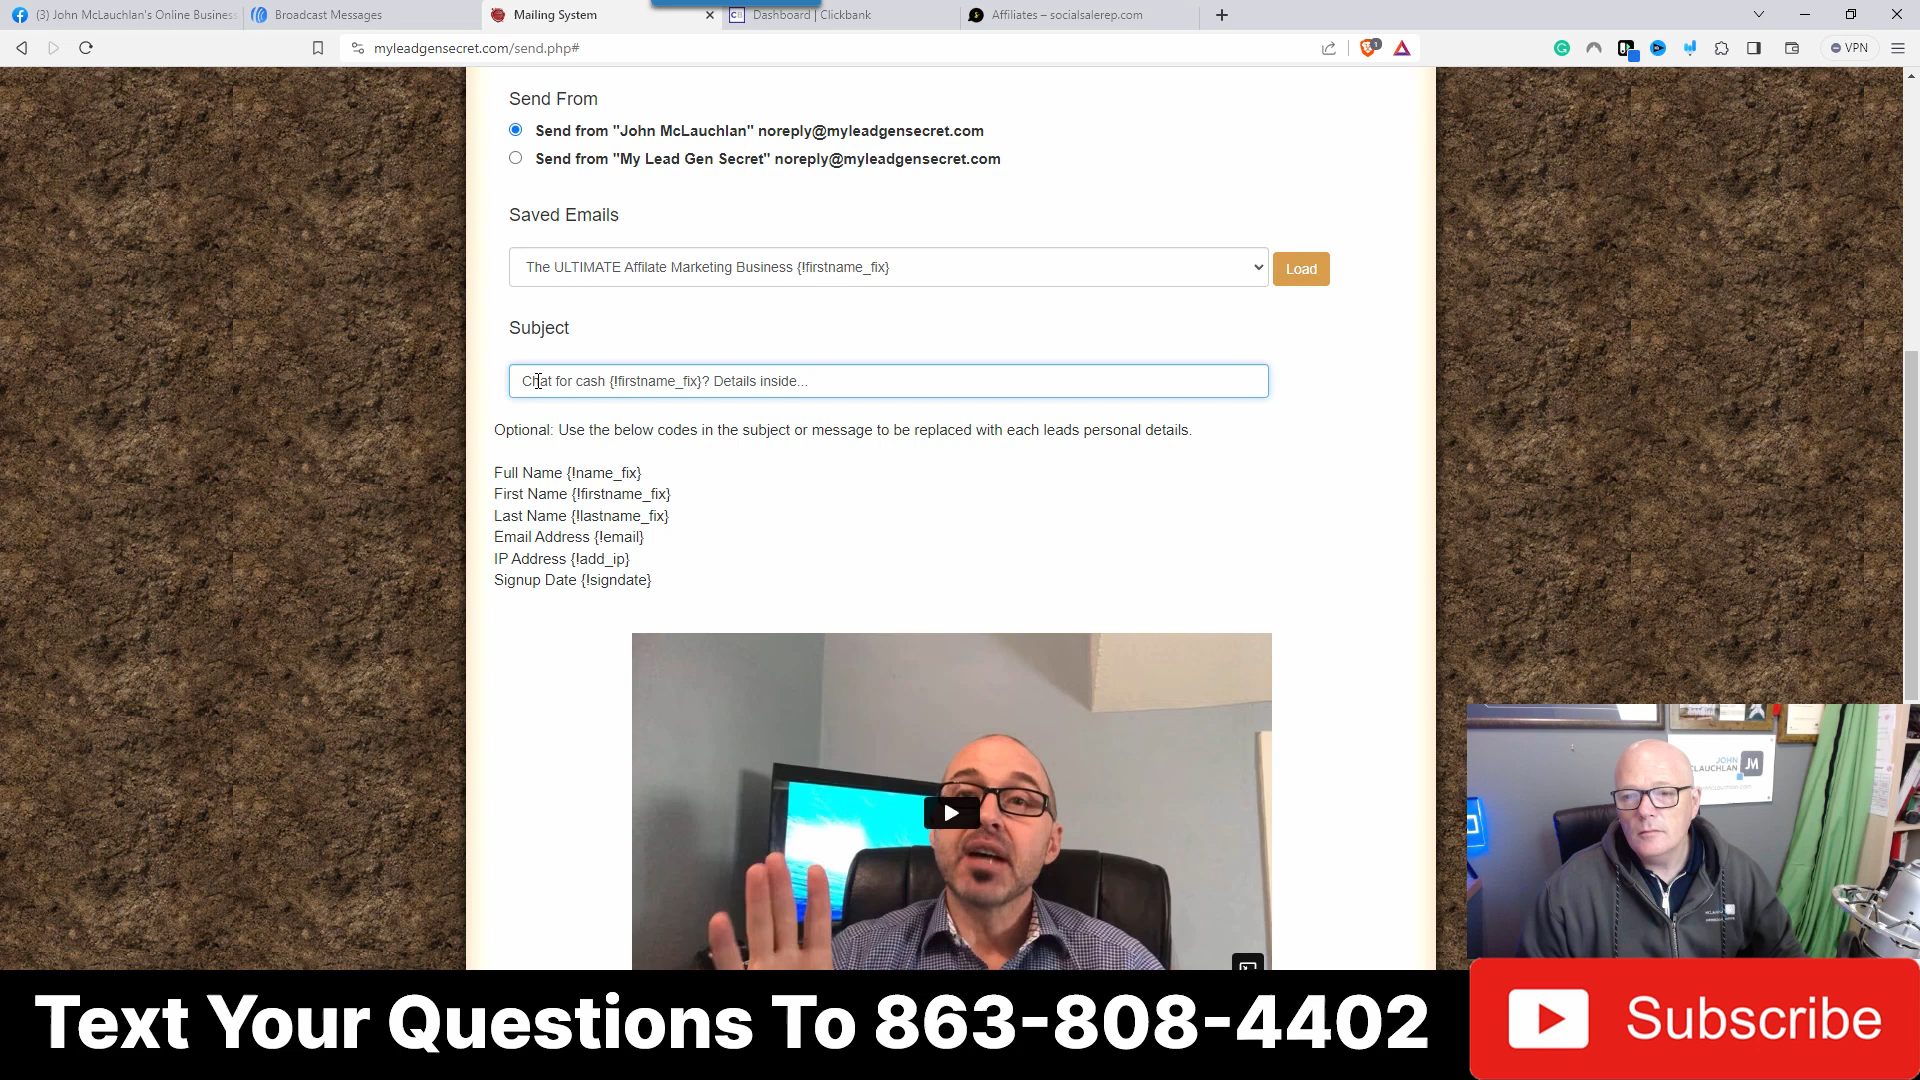 (3) John McLauchlan's Online Business
Broadcast Messages
Mailing System
Dashboard | Clickbank
Affiliates – socialsalerep.com
myleadgensecret.com/send.php#
1
VPN
Send From
Send from "John McLauchlan" noreply@myleadgensecret.com
Send from "My Lead Gen Secret" noreply@myleadgensecret.com
Saved Emails
The ULTIMATE Affilate Marketing Business {!firstname_fix}
Load
Subject
Chat for cash {!firstname_fix}? Details inside...
Optional: Use the below codes in the subject or message to be replaced with each leads personal details.
Full Name {!name_fix}
First Name {!firstname_fix}
Last Name {!lastname_fix}
Email Address {!email}
IP Address {!add_ip}
Signup Date {!signdate}
JOHN
CLAUCHLAN
JM
Text Your Questions To 863-808-4402
Subscribe